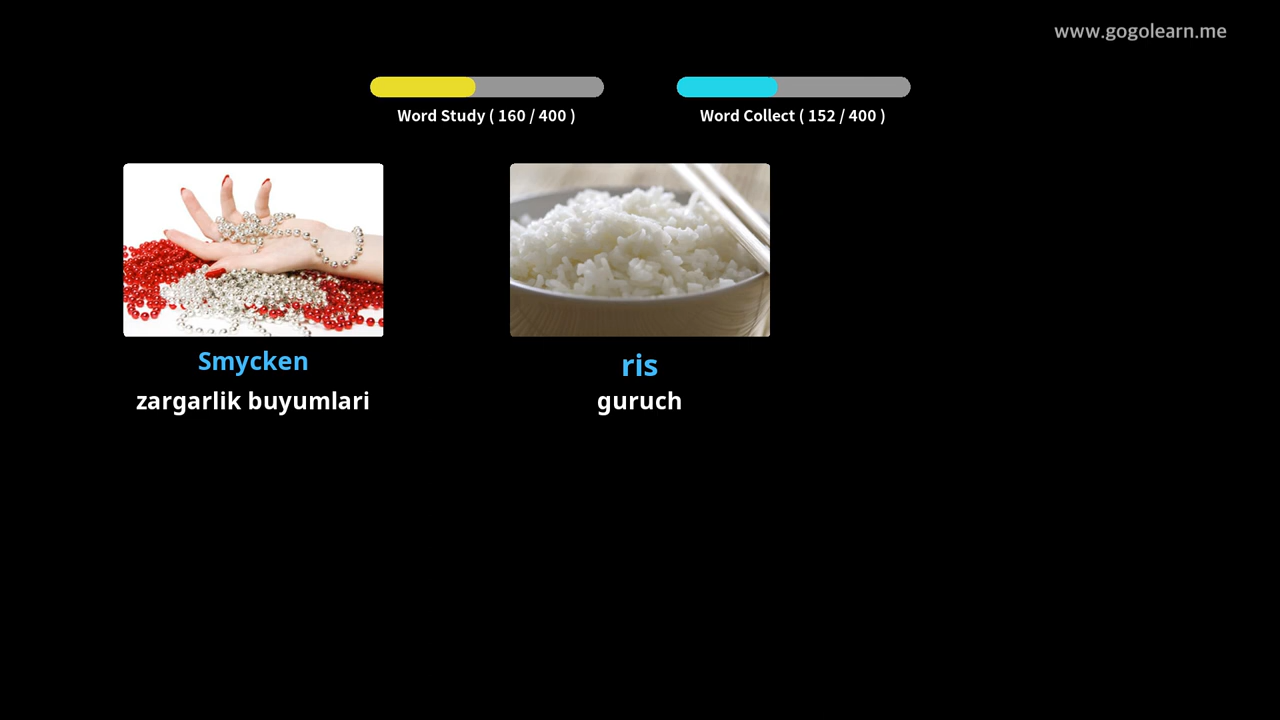 www.gogolearn.me
Word Study ( 160 / 400 )
Word Collect ( 152 / 400 )
Smycken
zargarlik buyumlari
ris
guruch